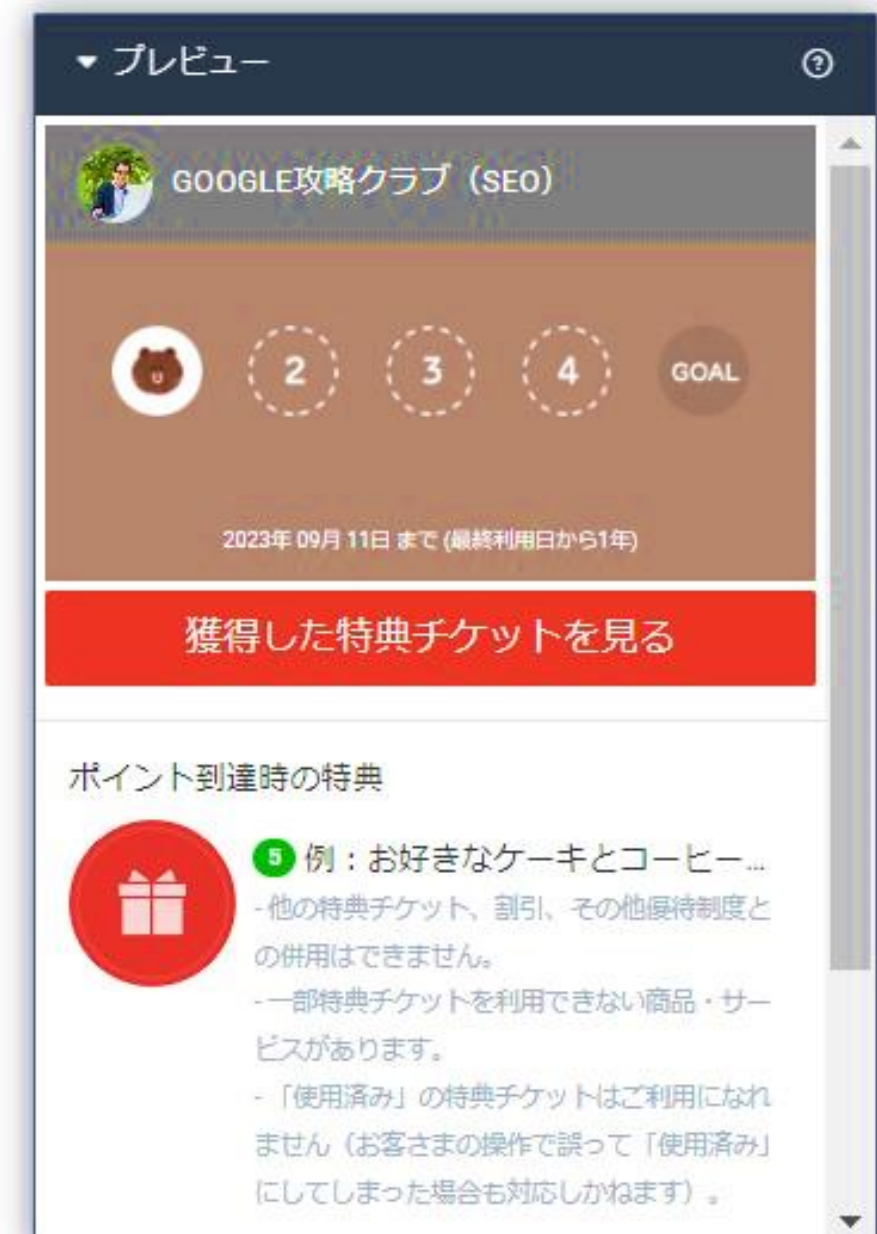 プレビュー
GOOGLE攻略クラブ（SEO）
2 3 4 GOAL
2023年 09月 11日 まで (最終利用日から1年)
獲得した特典チケットを見る
ポイント到達時の特典
5 例：お好きなケーキとコーヒー...
- 他の特典チケット、割引、その他優待制度と
の併用はできません。
- 一部特典チケットを利用できない商品・サー
ビスがあります。
- 「使用済み」の特典チケットはご利用になれ
ません（お客さまの操作で誤って「使用済み」
にしてしまった場合も対応しかねます）。